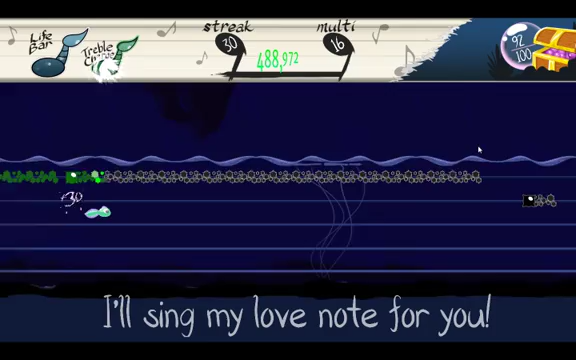 Life Bar
Treble
streak
30
multi
16
488,972
92
100
+30
I'll sing my love note for you!